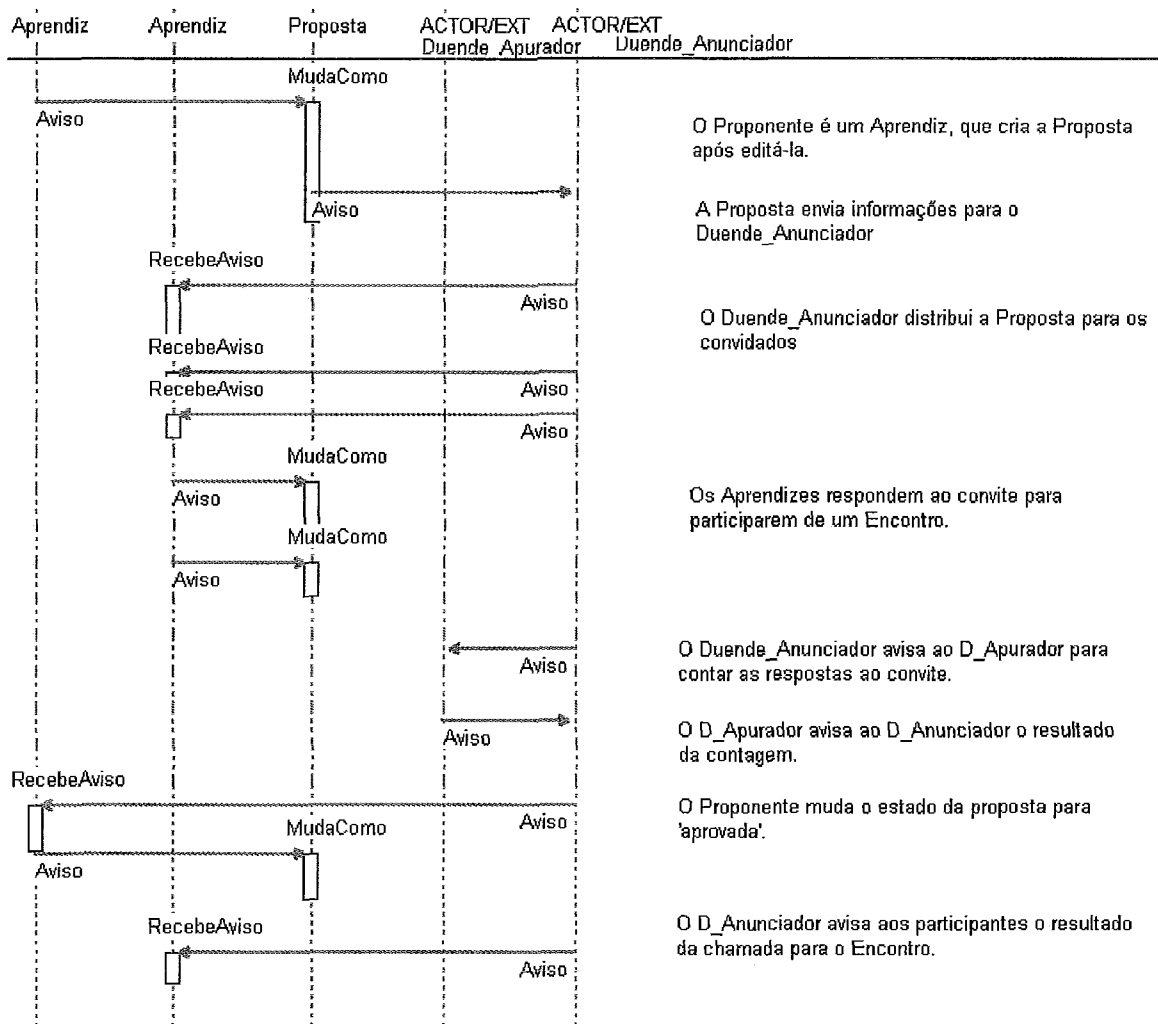 Aprendiz Aprendiz Proposta ACTOR/EXT ACTOR/EXT
Duende_Apurador Duende_Anunciador
MudaComo
Aviso
O Proponente é um Aprendiz, que cria a Proposta
após editá-la.
Aviso
A Proposta envia informações para o
Duende_Anunciador
RecebeAviso
Aviso
O Duende_Anunciador distribui a Proposta para os
convidados
RecebeAviso
Aviso
RecebeAviso
Aviso
MudaComo
Aviso
Os Aprendizes respondem ao convite para
participarem de um Encontro.
MudaComo
Aviso
O Duende_Anunciador avisa ao D_Apurador para
contar as respostas ao convite.
Aviso
O D_Apurador avisa ao D_Anunciador o resultado
da contagem.
Aviso
RecebeAviso
O Proponente muda o estado da proposta para
'aprovada'.
Aviso
MudaComo
Aviso
RecebeAviso
O D_Anunciador avisa aos participantes o resultado
da chamada para o Encontro.
Aviso